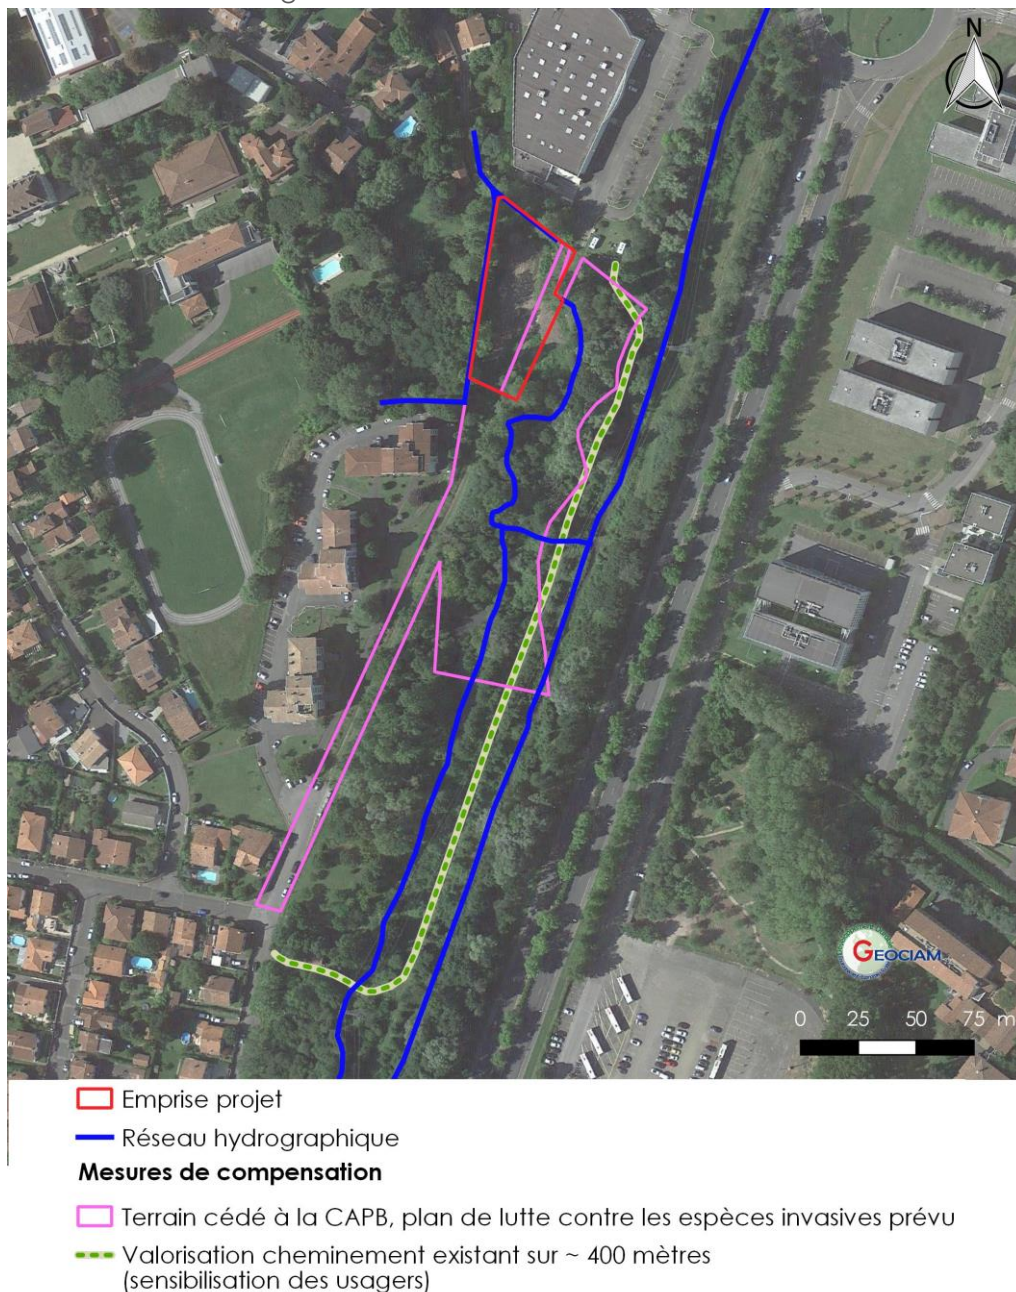 N
GEOCIAM
0 25 50 75 m
Emprise projet
Réseau hydrographique
Mesures de compensation
Terrain cédé à la CAPB, plan de lutte contre les espèces invasives prévu
Valorisation cheminement existant sur ~ 400 mètres
(sensibilisation des usagers)